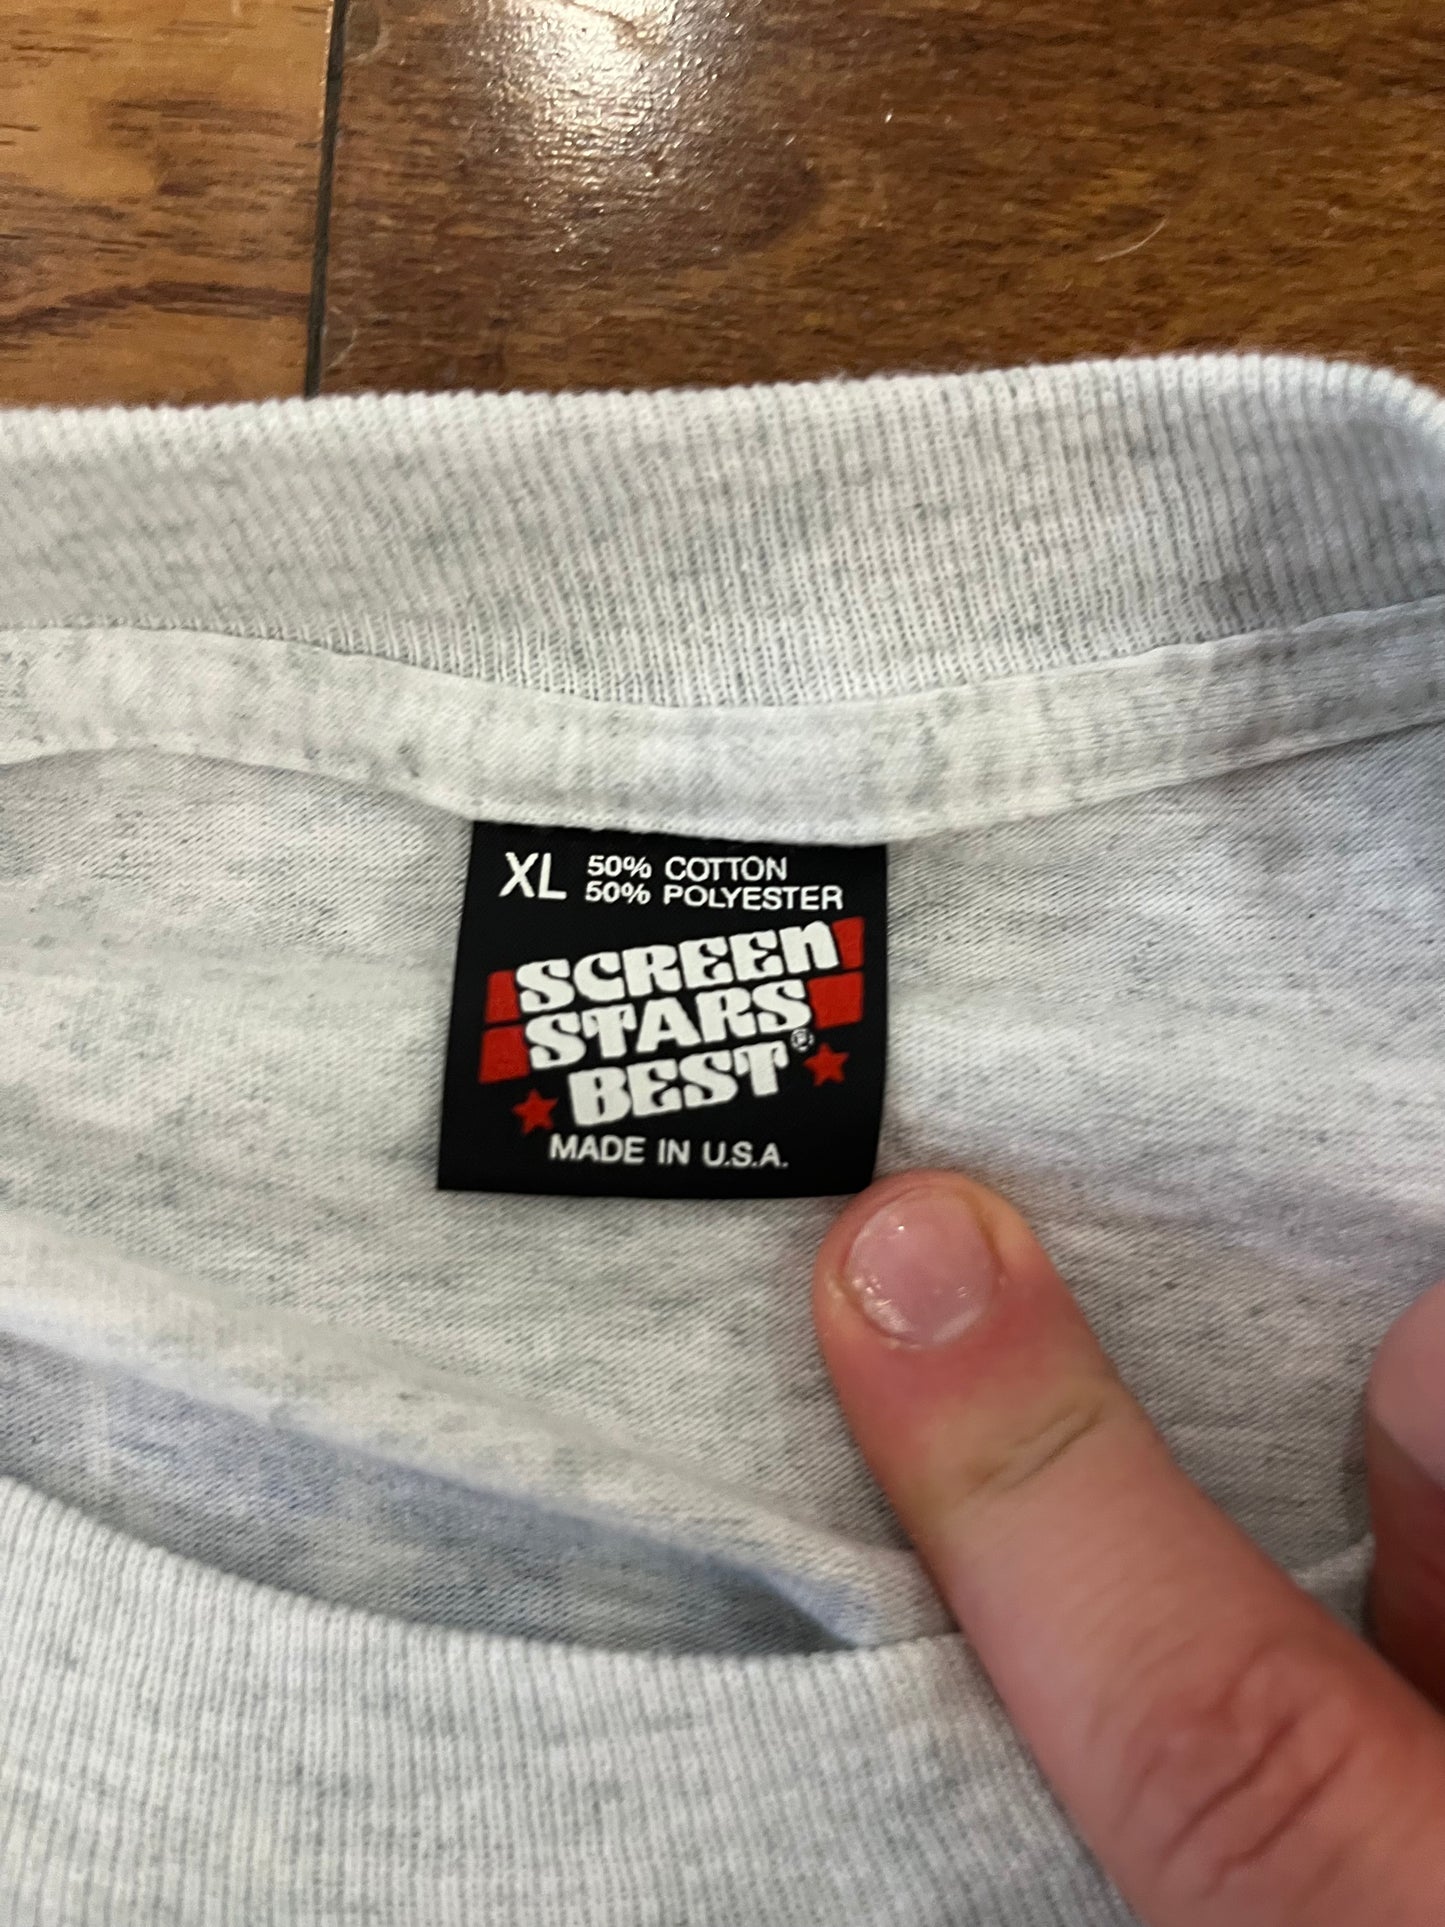 XL 50% COTTON
50% POLYESTER
SCREEn
STARS
BEST®
MADE IN U.S.A.